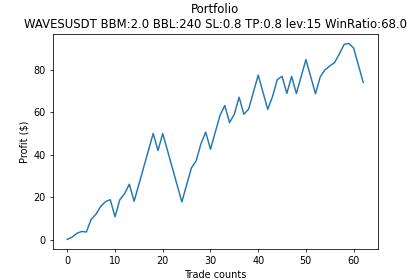 Portfolio
WAVESUSDT BBM:2.0 BBL:240 SL:0.8 TP:0.8 lev:15 WinRatio:68.0
Profit ($)
80
60
40
20
0
0 10 20 30 40 50 60
Trade counts